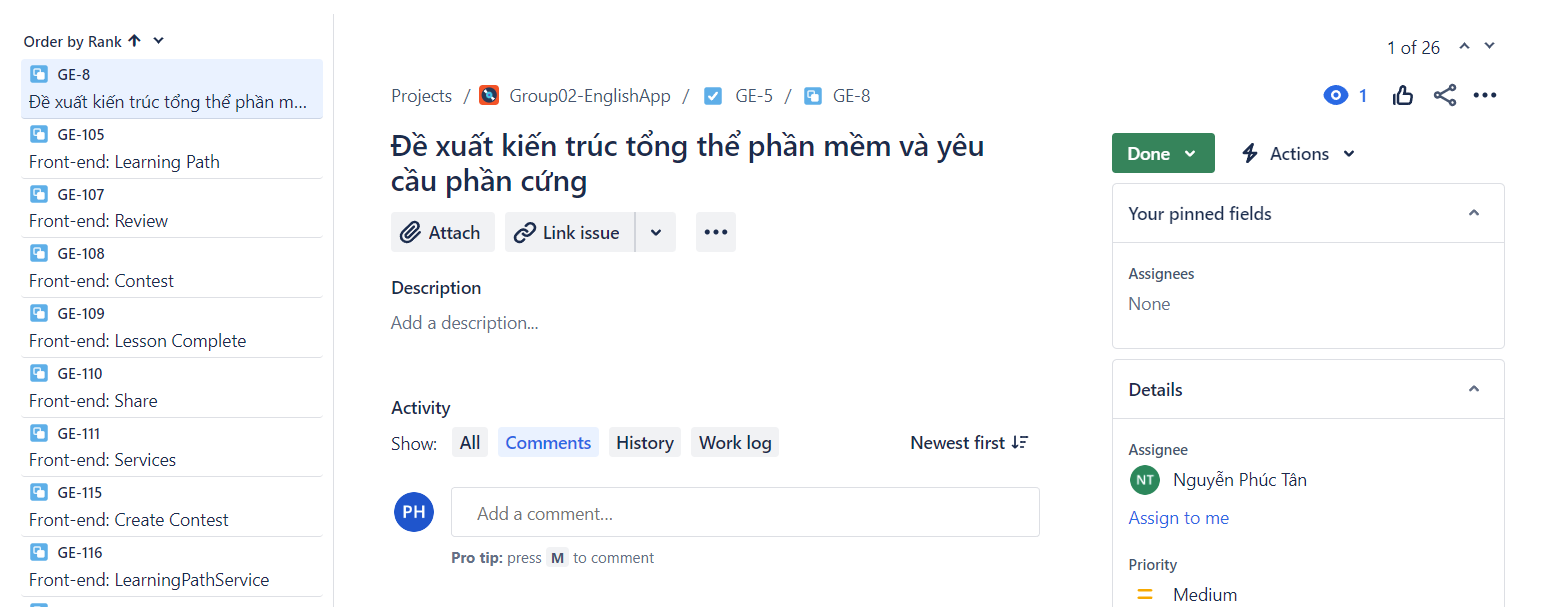 Order by Rank
GE-8
Đề xuất kiến trúc tổng thể phần m...
GE-105
Front-end: Learning Path
GE-107
Front-end: Review
GE-108
Front-end: Contest
GE-109
Front-end: Lesson Complete
GE-110
Front-end: Share
GE-111
Front-end: Services
GE-115
Front-end: Create Contest
GE-116
Front-end: LearningPathService
1 of 26
Projects / Group02-EnglishApp / GE-5 / GE-8
1
Đề xuất kiến trúc tổng thể phần mềm và yêu
cầu phần cứng
Attach Link issue
Description
Add a description...
Activity
Show: All Comments History Work log Newest first
PH Add a comment...
Pro tip: press M to comment
Done Actions
Your pinned fields
Assignees
None
Details
Assignee
NT Nguyễn Phúc Tân
Assign to me
Priority
Medium